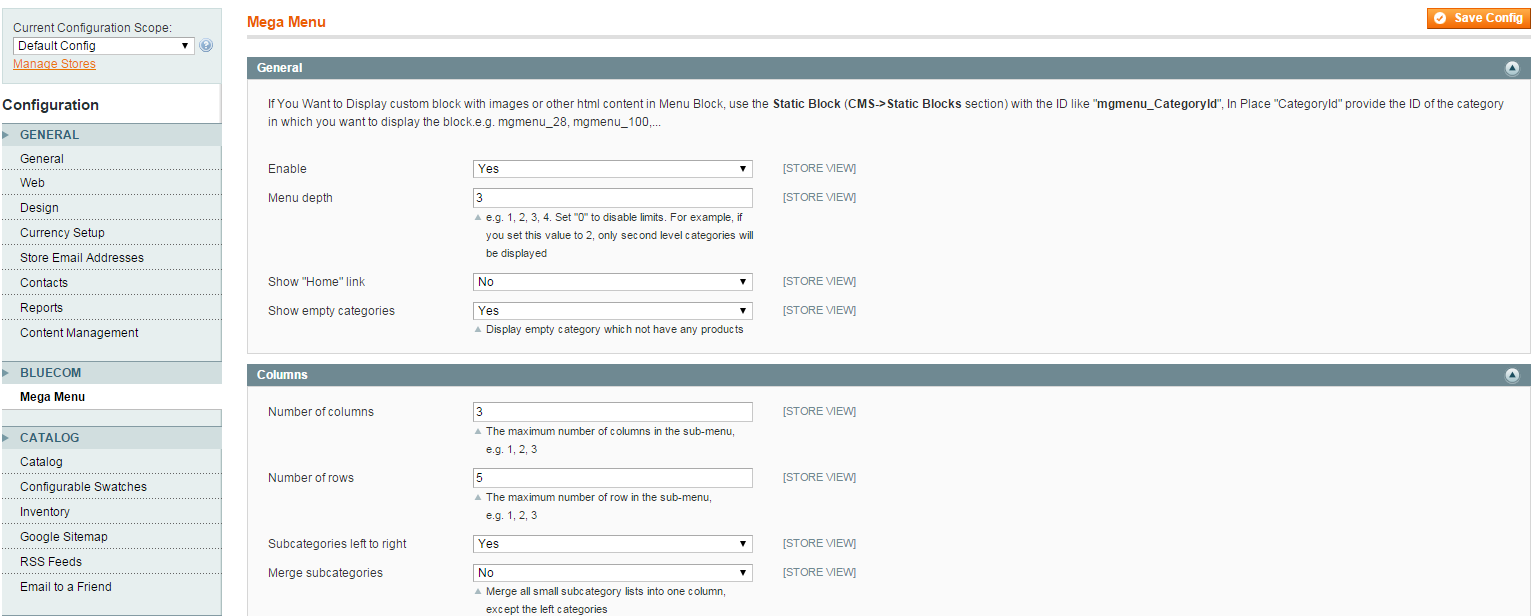 Current Configuration Scope:
Default Config
Manage Stores
Configuration
GENERAL
General
Web
Design
Currency Setup
Store Email Addresses
Contacts
Reports
Content Management
BLUECOM
Mega Menu
CATALOG
Catalog
Configurable Swatches
Inventory
Google Sitemap
RSS Feeds
Email to a Friend
Mega Menu
Save Config
General
If You Want to Display custom block with images or other html content in Menu Block, use the Static Block (CMS->Static Blocks section) with the ID like "mgmenu_CategoryId", In Place "CategoryId" provide the ID of the category
in which you want to display the block.e.g. mgmenu_28, mgmenu_100,...
Enable Yes [STORE VIEW]
Menu depth 3 [STORE VIEW]
e.g. 1, 2, 3, 4. Set "0" to disable limits. For example, if
you set this value to 2, only second level categories will
be displayed
Show "Home" link No [STORE VIEW]
Show empty categories Yes [STORE VIEW]
Display empty category which not have any products
Columns
Number of columns 3 [STORE VIEW]
The maximum number of columns in the sub-menu,
e.g. 1, 2, 3
Number of rows 5 [STORE VIEW]
The maximum number of row in the sub-menu,
e.g. 1, 2, 3
Subcategories left to right Yes [STORE VIEW]
Merge subcategories No [STORE VIEW]
Merge all small subcategory lists into one column,
except the left categories